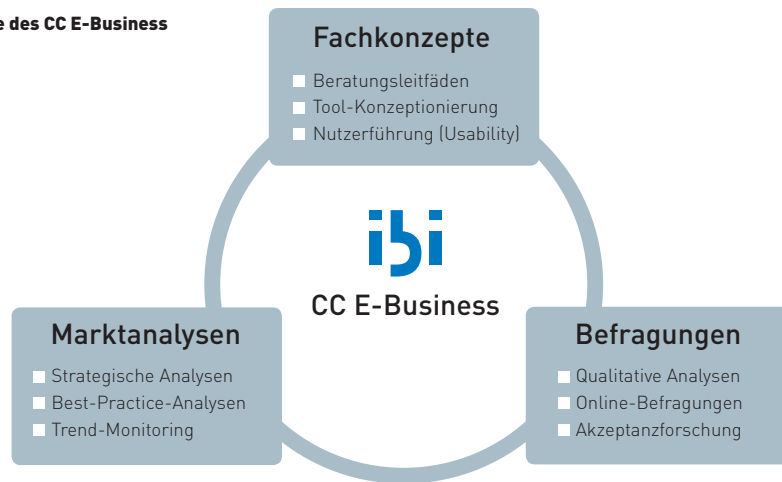 e des CC E-Business
Fachkonzepte
Beratungsleitfäden
Tool-Konzeptionierung
Nutzerführung (Usability)
ibi
CC E-Business
Marktanalysen
Strategische Analysen
Best-Practice-Analysen
Trend-Monitoring
Befragungen
Qualitative Analysen
Online-Befragungen
Akzeptanzforschung